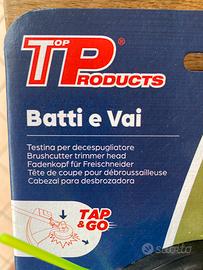 TOP
PRODUCTS
Batti e Vai
Testina per decespugliatore
Brushcutter trimmer head
Fadenkopf für Freischneider
Tête de coupe pour débroussailleuse
Cabezal para desbrozadora
TAP
&GO
subito